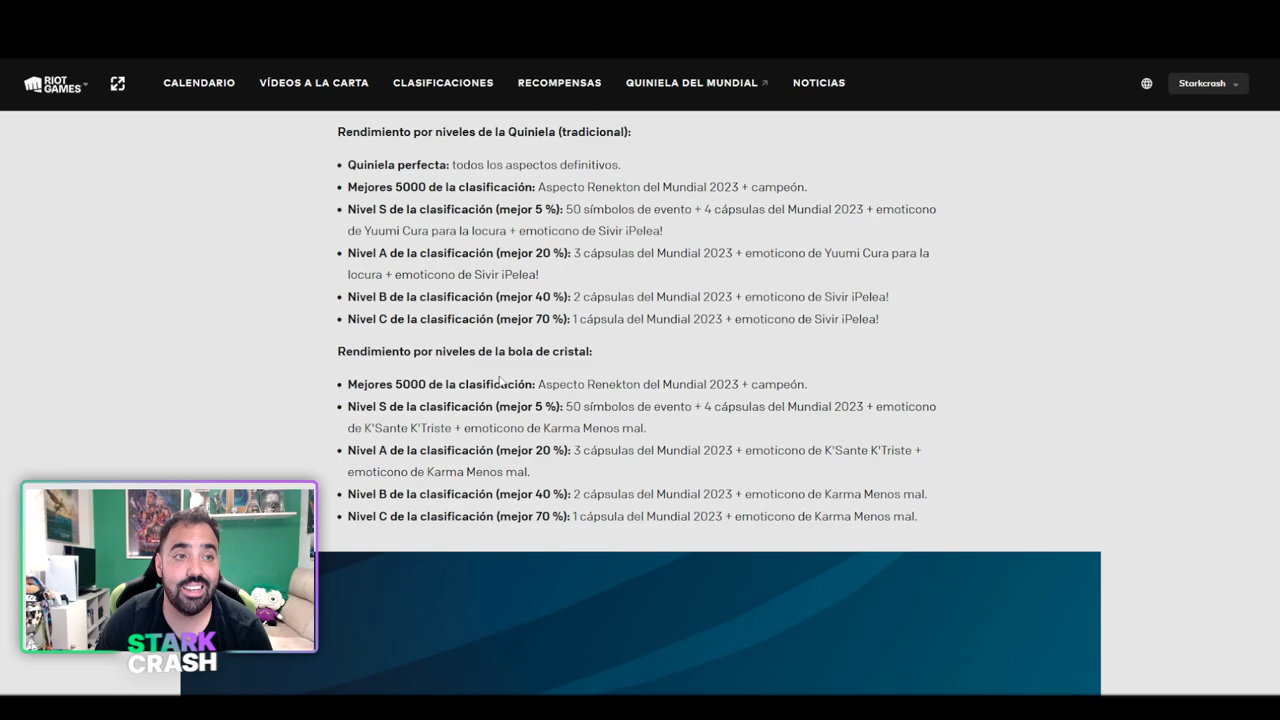 RIOT GAMES
CALENDARIO
VÍDEOS A LA CARTA
CLASIFICACIONES
RECOMPENSAS
QUINIELA DEL MUNDIAL
NOTICIAS
Starkcrash
Rendimiento por niveles de la Quiniela (tradicional):
• Quiniela perfecta: todos los aspectos definitivos.
• Mejores 5000 de la clasificación: Aspecto Renekton del Mundial 2023 + campeón.
• Nivel S de la clasificación (mejor 5 %): 50 símbolos de evento + 4 cápsulas del Mundial 2023 + emoticono
de Yuumi Cura para la locura + emoticono de Sivir ¡Pelea!
• Nivel A de la clasificación (mejor 20 %): 3 cápsulas del Mundial 2023 + emoticono de Yuumi Cura para la
locura + emoticono de Sivir ¡Pelea!
• Nivel B de la clasificación (mejor 40 %): 2 cápsulas del Mundial 2023 + emoticono de Sivir ¡Pelea!
• Nivel C de la clasificación (mejor 70 %): 1 cápsula del Mundial 2023 + emoticono de Sivir ¡Pelea!
Rendimiento por niveles de la bola de cristal:
• Mejores 5000 de la clasificación: Aspecto Renekton del Mundial 2023 + campeón.
• Nivel S de la clasificación (mejor 5 %): 50 símbolos de evento + 4 cápsulas del Mundial 2023 + emoticono
de K'Sante K'Triste + emoticono de Karma Menos mal.
• Nivel A de la clasificación (mejor 20 %): 3 cápsulas del Mundial 2023 + emoticono de K'Sante K'Triste +
emoticono de Karma Menos mal.
• Nivel B de la clasificación (mejor 40 %): 2 cápsulas del Mundial 2023 + emoticono de Karma Menos mal.
• Nivel C de la clasificación (mejor 70 %): 1 cápsula del Mundial 2023 + emoticono de Karma Menos mal.
STARK
CRASH